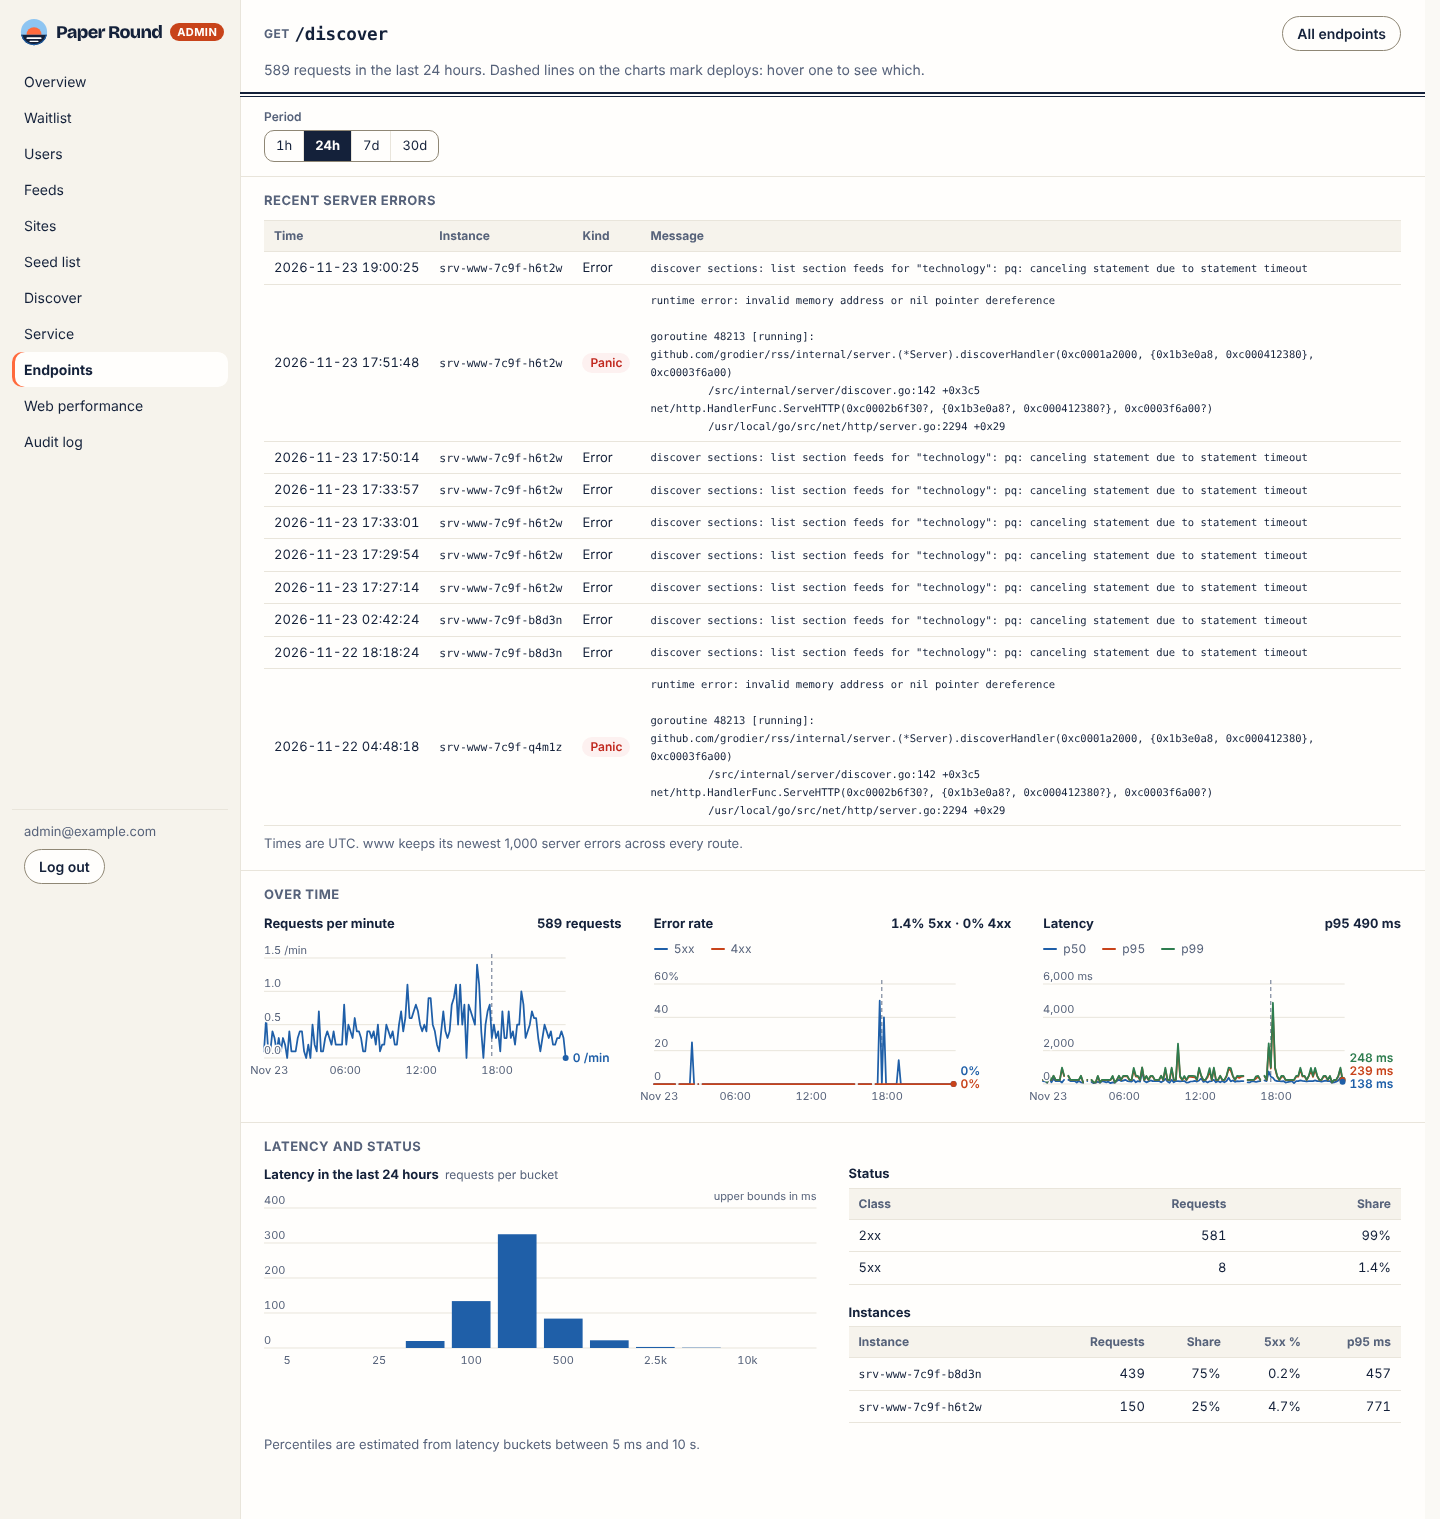 Paper Round ADMIN
Overview
Waitlist
Users
Feeds
Sites
Seed list
Discover
Service
Endpoints
Web performance
Audit log
admin@example.com
Log out
GET /discover
All endpoints
589 requests in the last 24 hours. Dashed lines on the charts mark deploys: hover one to see which.
Period
1h 24h 7d 30d
RECENT SERVER ERRORS
Time Instance Kind Message
2026-11-23 19:00:25 srv-www-7c9f-h6t2w Error discover sections: list section feeds for "technology": pq: canceling statement due to statement timeout
runtime error: invalid memory address or nil pointer dereference
goroutine 48213 [running]:
github.com/grodier/rss/internal/server.(*Server).discoverHandler(0xc0001a2000, {0x1b3e0a8, 0xc000412380},
2026-11-23 17:51:48 srv-www-7c9f-h6t2w Panic 0xc0003f6a00)
/src/internal/server/discover.go:142 +0x3c5
net/http.HandlerFunc.ServeHTTP(0xc0002b6f30?, {0x1b3e0a8?, 0xc000412380?}, 0xc0003f6a00?)
/usr/local/go/src/net/http/server.go:2294 +0x29
2026-11-23 17:50:14 srv-www-7c9f-h6t2w Error discover sections: list section feeds for "technology": pq: canceling statement due to statement timeout
2026-11-23 17:33:57 srv-www-7c9f-h6t2w Error discover sections: list section feeds for "technology": pq: canceling statement due to statement timeout
2026-11-23 17:33:01 srv-www-7c9f-h6t2w Error discover sections: list section feeds for "technology": pq: canceling statement due to statement timeout
2026-11-23 17:29:54 srv-www-7c9f-h6t2w Error discover sections: list section feeds for "technology": pq: canceling statement due to statement timeout
2026-11-23 17:27:14 srv-www-7c9f-h6t2w Error discover sections: list section feeds for "technology": pq: canceling statement due to statement timeout
2026-11-23 02:42:24 srv-www-7c9f-b8d3n Error discover sections: list section feeds for "technology": pq: canceling statement due to statement timeout
2026-11-22 18:18:24 srv-www-7c9f-b8d3n Error discover sections: list section feeds for "technology": pq: canceling statement due to statement timeout
runtime error: invalid memory address or nil pointer dereference
goroutine 48213 [running]:
github.com/grodier/rss/internal/server.(*Server).discoverHandler(0xc0001a2000, {0x1b3e0a8, 0xc000412380},
2026-11-22 04:48:18 srv-www-7c9f-q4m1z Panic 0xc0003f6a00)
/src/internal/server/discover.go:142 +0x3c5
net/http.HandlerFunc.ServeHTTP(0xc0002b6f30?, {0x1b3e0a8?, 0xc000412380?}, 0xc0003f6a00?)
/usr/local/go/src/net/http/server.go:2294 +0x29
Times are UTC. www keeps its newest 1,000 server errors across every route.
OVER TIME
Requests per minute 589 requests
1.5 /min
1.0
0.5
0.0
0 /min
Nov 23 06:00 12:00 18:00
Error rate 1.4% 5xx · 0% 4xx
5xx 4xx
60%
40
20
0
0%
0%
Nov 23 06:00 12:00 18:00
Latency p95 490 ms
p50 p95 p99
6,000 ms
4,000
2,000
0
248 ms
239 ms
138 ms
Nov 23 06:00 12:00 18:00
LATENCY AND STATUS
Latency in the last 24 hours requests per bucket
upper bounds in ms
400
300
200
100
0
5 25 100 500 2.5k 10k
Status
Class Requests Share
2xx 581 99%
5xx 8 1.4%
Instances
Instance Requests Share 5xx % p95 ms
srv-www-7c9f-b8d3n 439 75% 0.2% 457
srv-www-7c9f-h6t2w 150 25% 4.7% 771
Percentiles are estimated from latency buckets between 5 ms and 10 s.